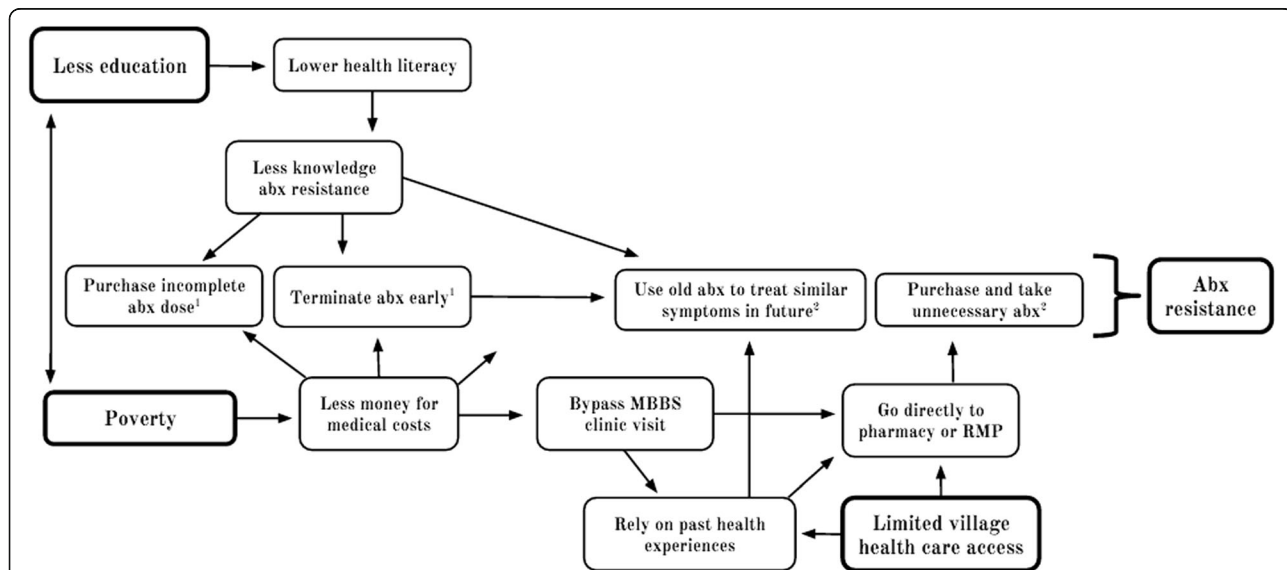 Less education
Lower health literacy
Less knowledge
abx resistance
Purchase incomplete
abx dose¹
Terminate abx early¹
Use old abx to treat similar
symptoms in future²
Purchase and take
unnecessary abx²
Abx
resistance
Poverty
Less money for
medical costs
Bypass MBBS
clinic visit
Go directly to
pharmacy or RMP
Rely on past health
experiences
Limited village
health care access